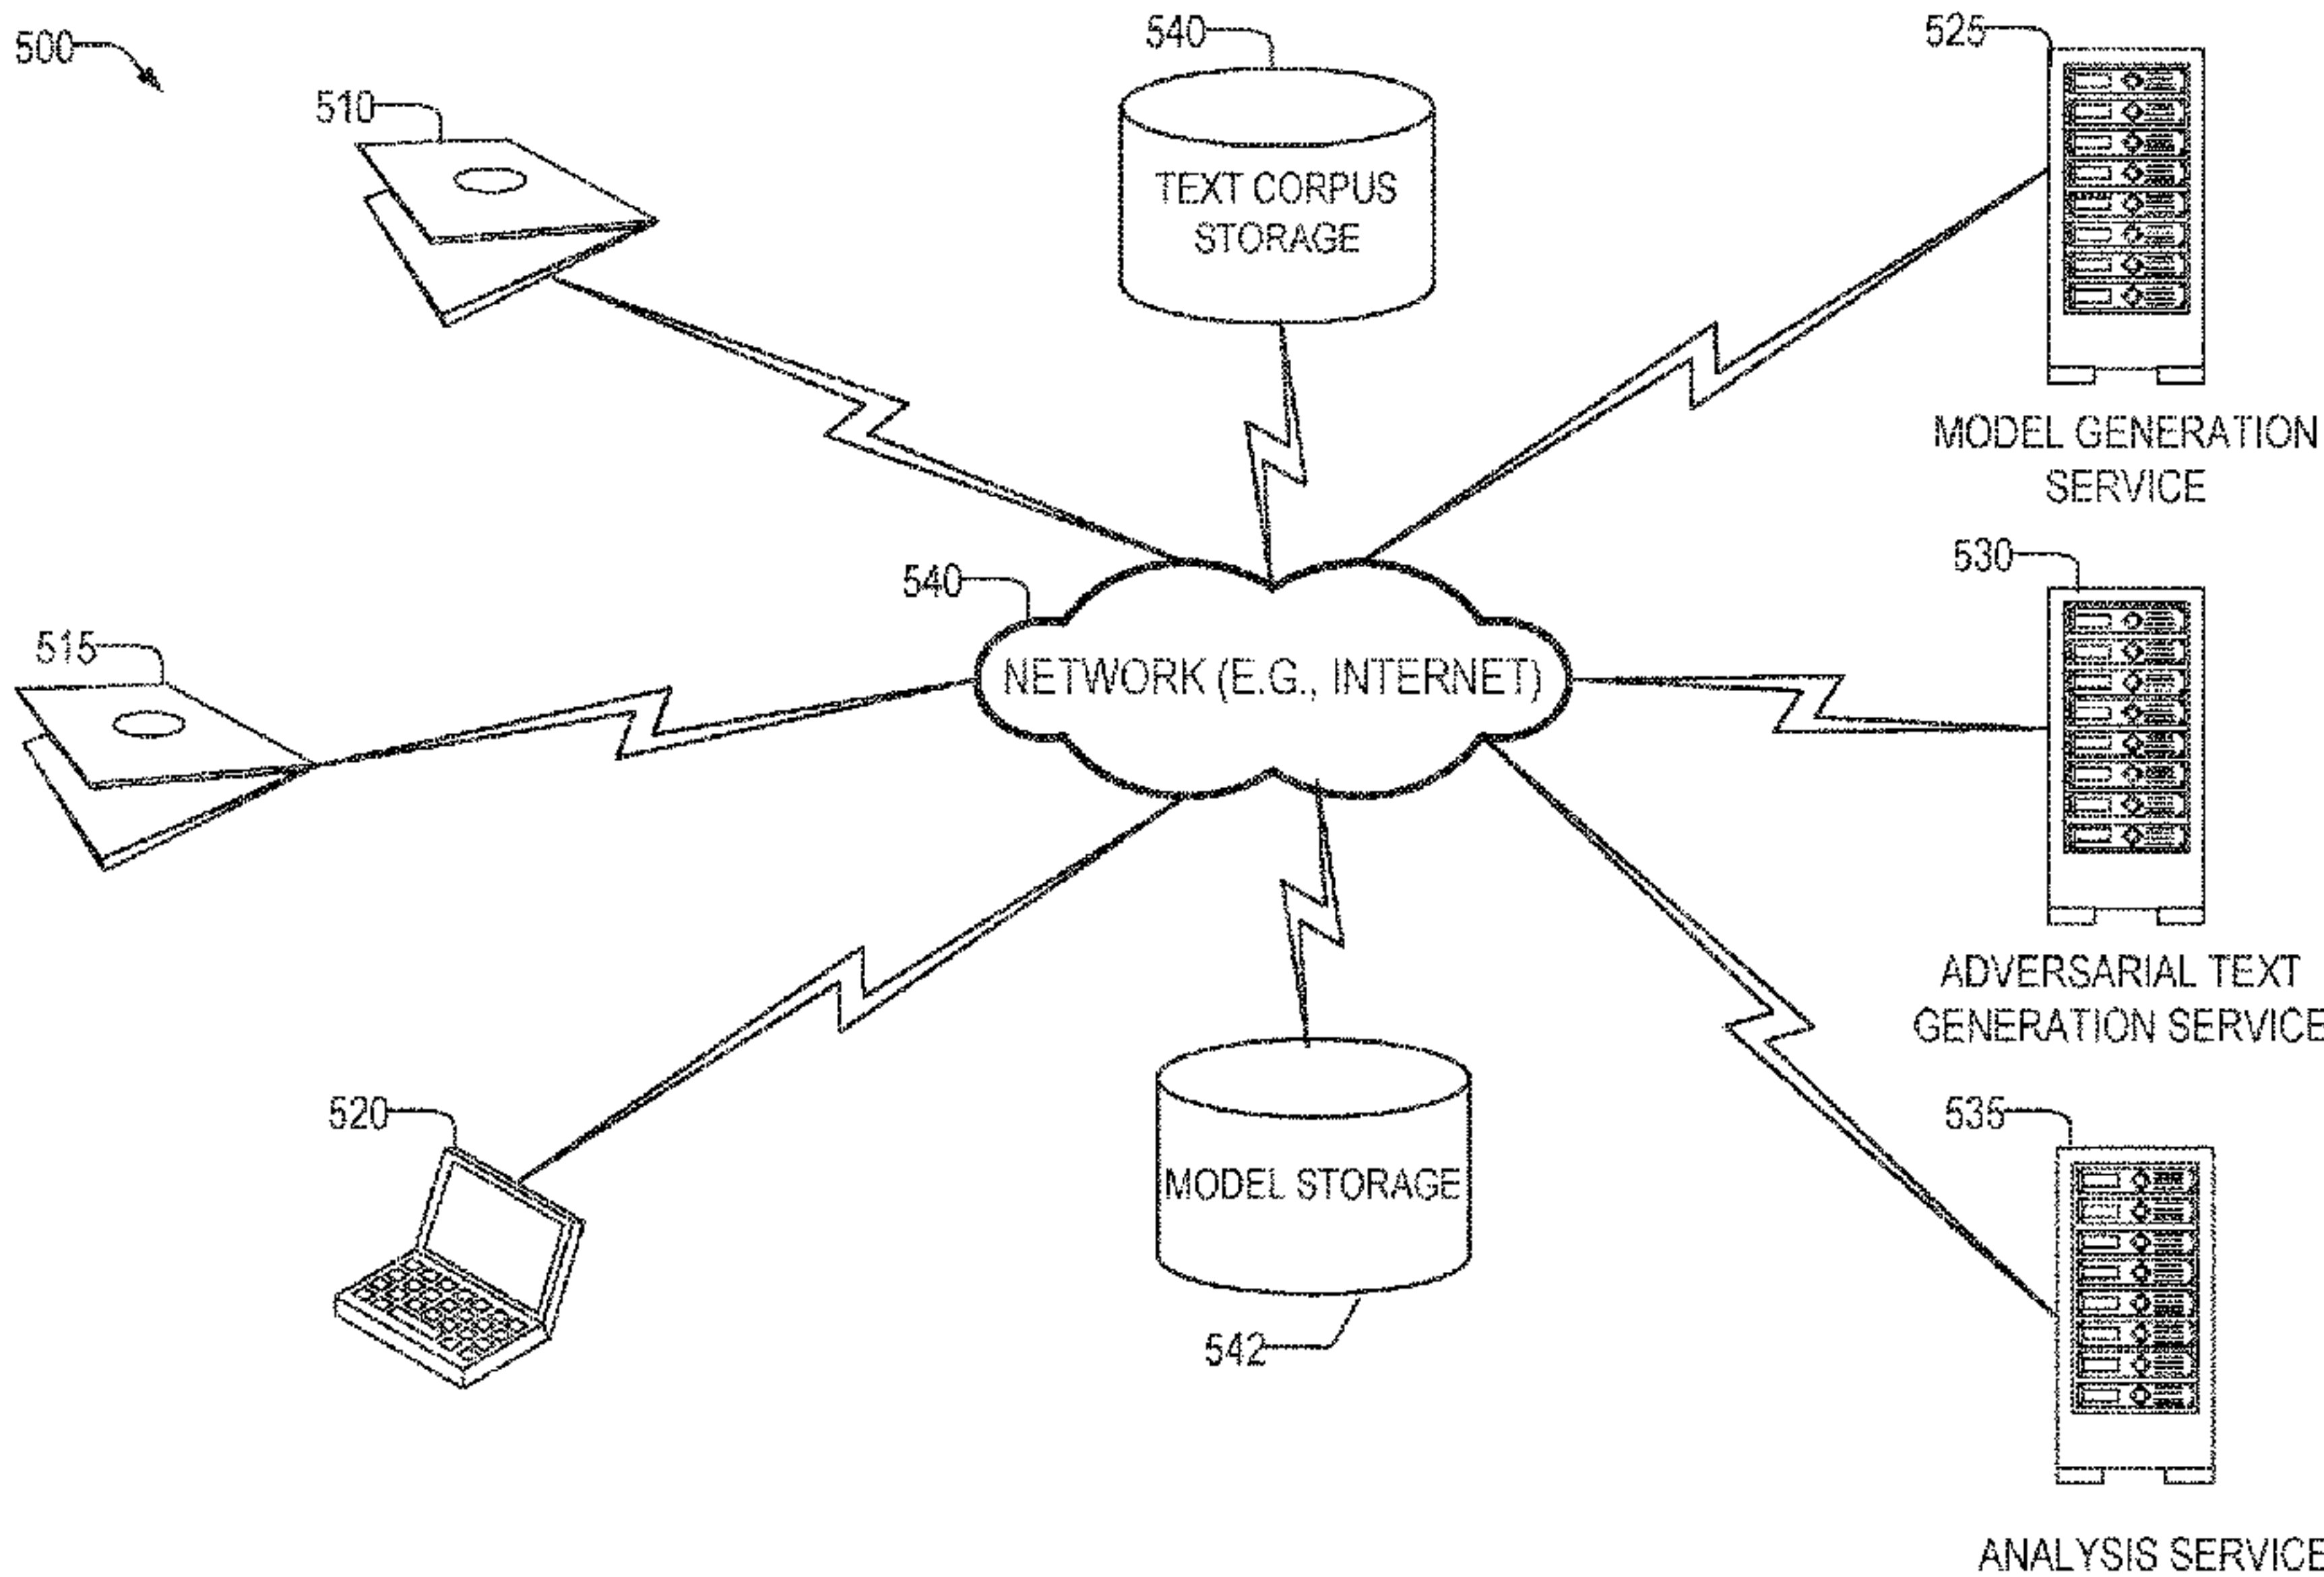 500
510
540
TEXT CORPUS
STORAGE
525
MODEL GENERATION
SERVICE
540
NETWORK (E.G., INTERNET)
515
530
ADVERSARIAL TEXT
GENERATION SERVICE
520
MODEL STORAGE
542
535
ANALYSIS SERVICE